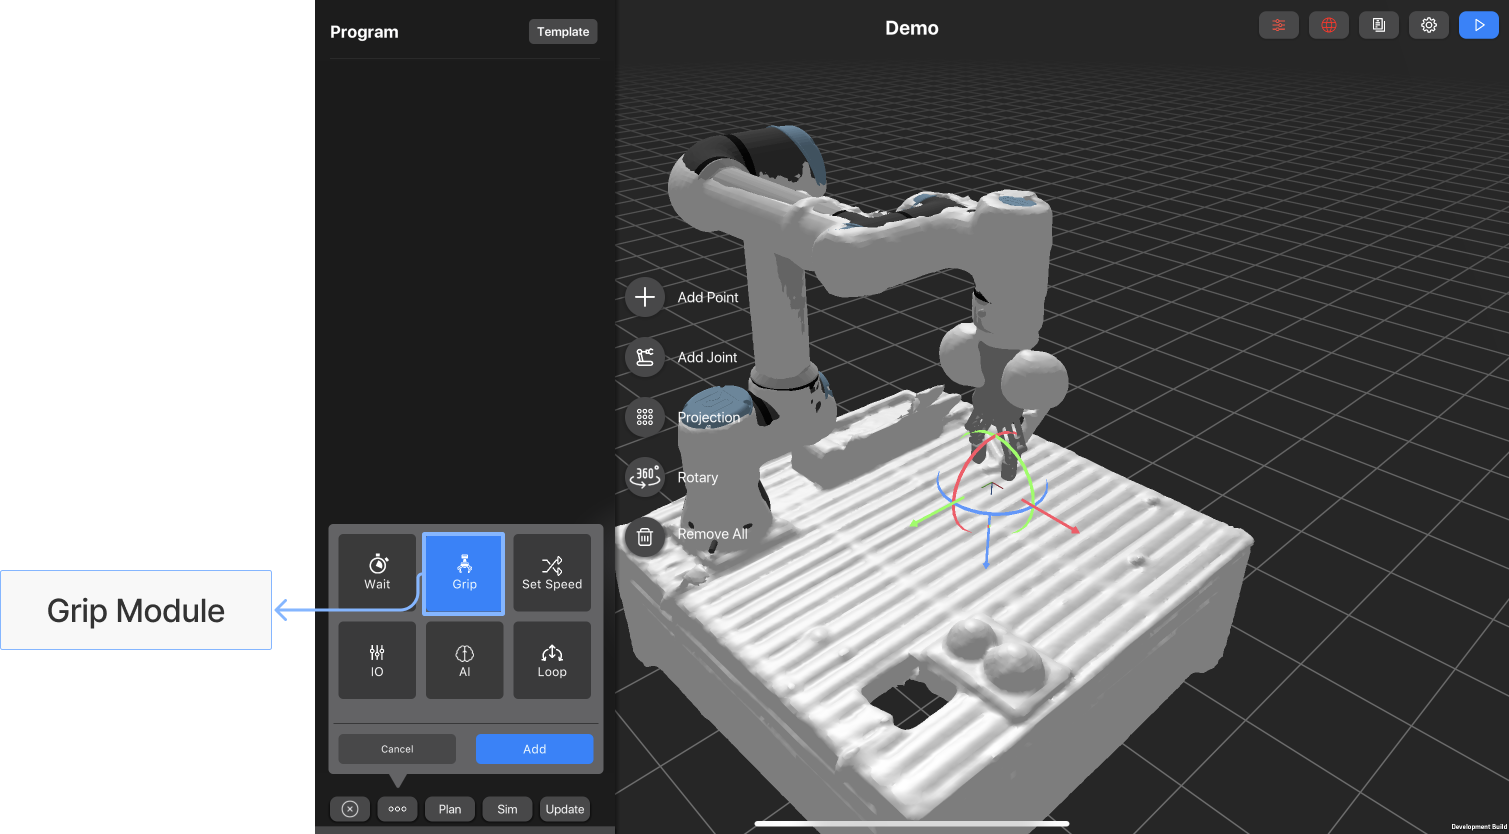 Program
Template
Demo
Add Point
Add Joint
Projection
360°
Rotary
Remove All
Wait
Grip
Set Speed
Grip Module
IO
AI
Loop
Cancel
Add
Plan
Sim
Update
Development Build